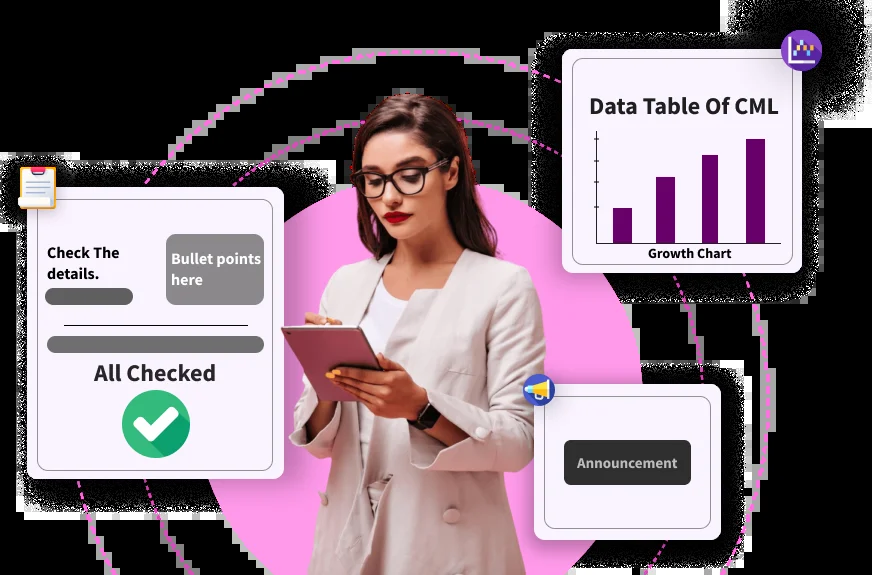 Data Table Of CML
Growth Chart
Check The
details.
Bullet points
here
All Checked
Announcement